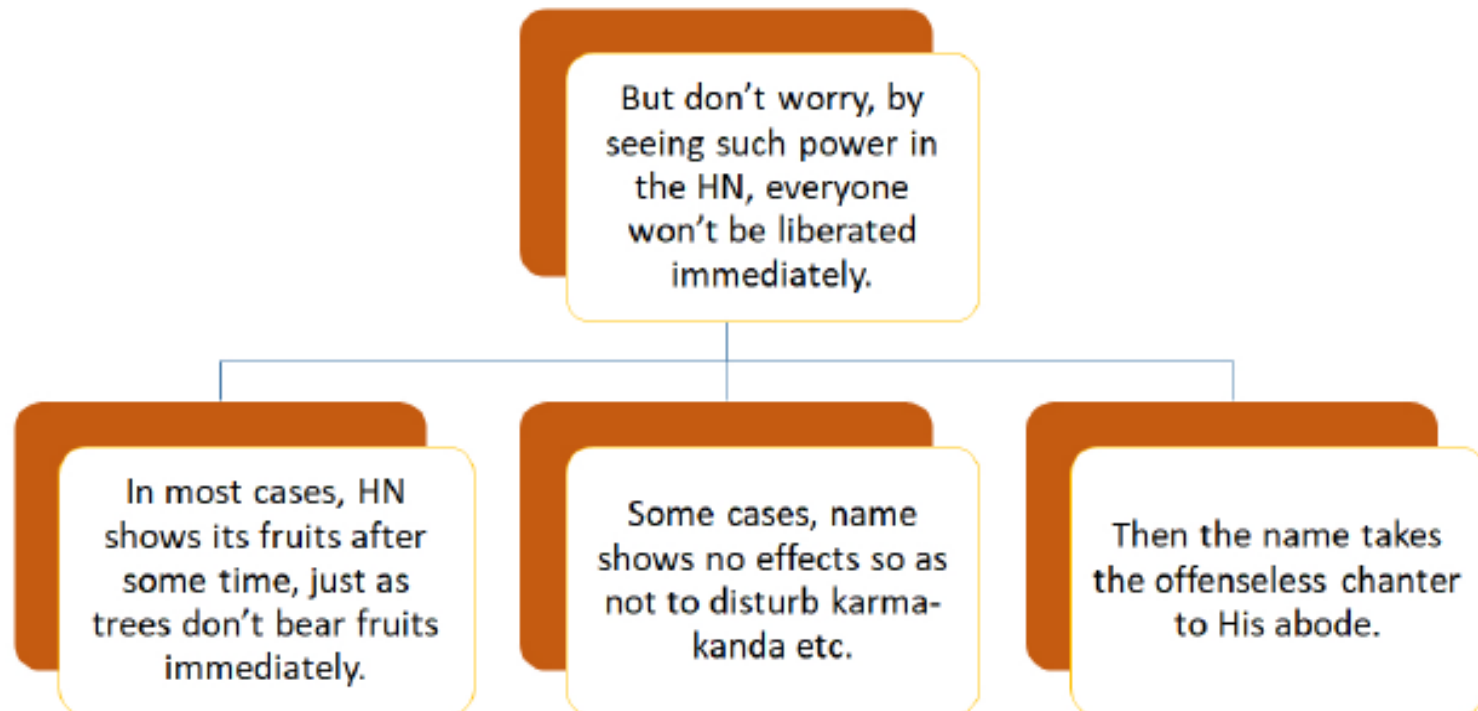 But don't worry, by
seeing such power in
the HN, everyone
won't be liberated
immediately.
In most cases, HN
shows its fruits after
some time, just as
trees don't bear fruits
immediately.
Some cases, name
shows no effects so as
not to disturb karma-
kanda etc.
Then the name takes
the offenseless chanter
to His abode.